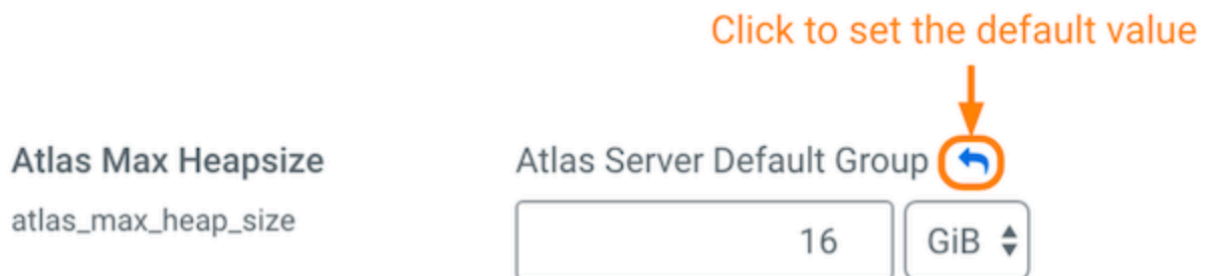 Click to set the default value
Atlas Max Heapsize
Atlas Server Default Group
atlas_max_heap_size
16
GiB